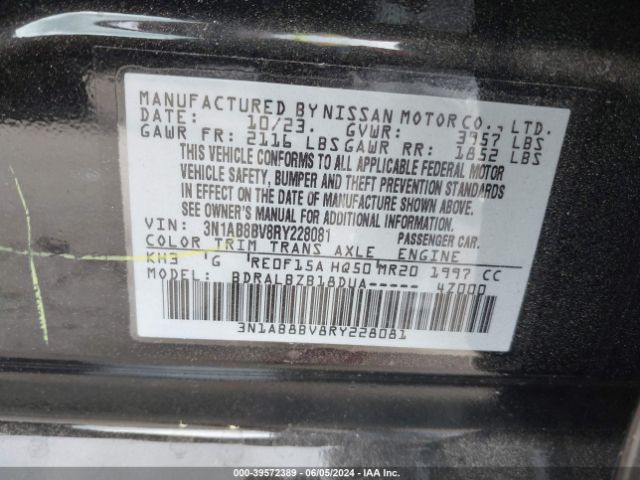 MANUFACTURED BY NISSAN MOTOR CO., LTD.
DATE: 10/23. GVWR: 3957 LBS
GAWR FR: 2116 LBS GAWR RR: 1852 LBS
THIS VEHICLE CONFORMS TO ALL APPLICABLE FEDERAL MOTOR
VEHICLE SAFETY, BUMPER AND THEFT PREVENTION STANDARDS
IN EFFECT ON THE DATE OF MANUFACTURE SHOWN ABOVE.
SEE OWNER'S MANUAL FOR ADDITIONAL INFORMATION.
VIN: 3N1AB8BV8RY228081 PASSENGER CAR.
COLOR TRIM TRANS AXLE ENGINE
KH3 'G RE0F15A HQ50 MR20 1997 CC
MODEL: BDRALBZB18DUA----- 47000
3N1AB8BV8RY228081
000-39572389 - 06/05/2024 - IAA Inc.